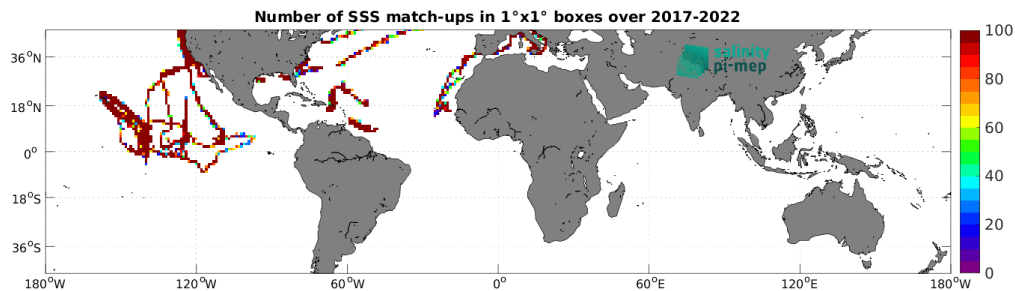 Number of SSS match-ups in 1°x1° boxes over 2017-2022
36°N
18°N
0°
18°S
36°S
180°W
120°W
60°W
0°
60°E
120°E
180°W
salinity
pi-mep
100
80
60
40
20
0